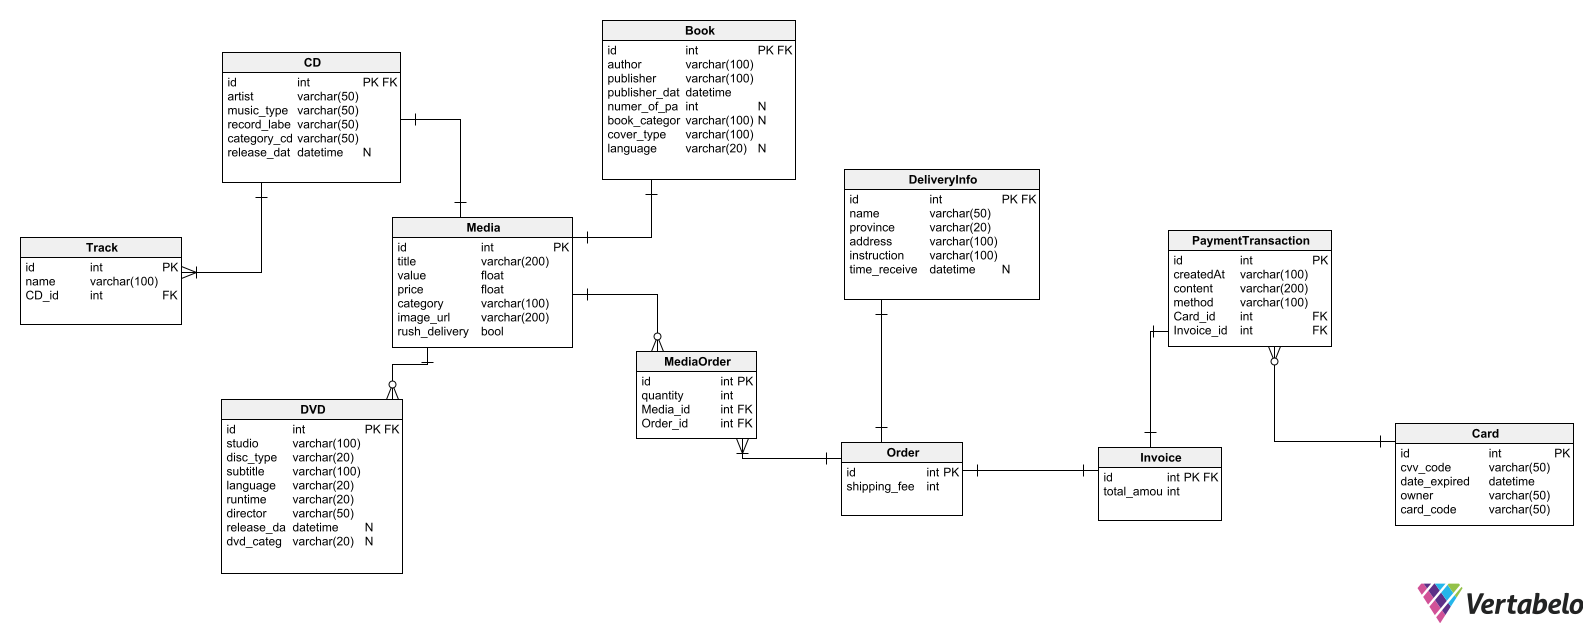 Book
id int PK FK
author varchar(100)
publisher varchar(100)
publisher_dat datetime
numer_of_pa int N
book_categor varchar(100) N
cover_type varchar(100)
language varchar(20) N
CD
id int PK FK
artist varchar(50)
music_type varchar(50)
record_labe varchar(50)
category_cd varchar(50)
release_dat datetime N
DeliveryInfo
id int PK FK
name varchar(50)
province varchar(20)
address varchar(100)
instruction varchar(100)
time_receive datetime N
Media
id int PK
title varchar(200)
value float
price float
category varchar(100)
image_url varchar(200)
rush_delivery bool
Track
id int PK
name varchar(100)
CD_id int FK
PaymentTransaction
id int PK
createdAt varchar(100)
content varchar(200)
method varchar(100)
Card_id int FK
Invoice_id int FK
MediaOrder
id int PK
quantity int
Media_id int FK
Order_id int FK
DVD
id int PK FK
studio varchar(100)
disc_type varchar(20)
subtitle varchar(100)
language varchar(20)
runtime varchar(20)
director varchar(50)
release_da datetime N
dvd_categ varchar(20) N
Order
id int PK
shipping_fee int
Invoice
id int PK FK
total_amou int
Card
id int PK
cvv_code varchar(50)
date_expired datetime
owner varchar(50)
card_code varchar(50)
Vertabelo